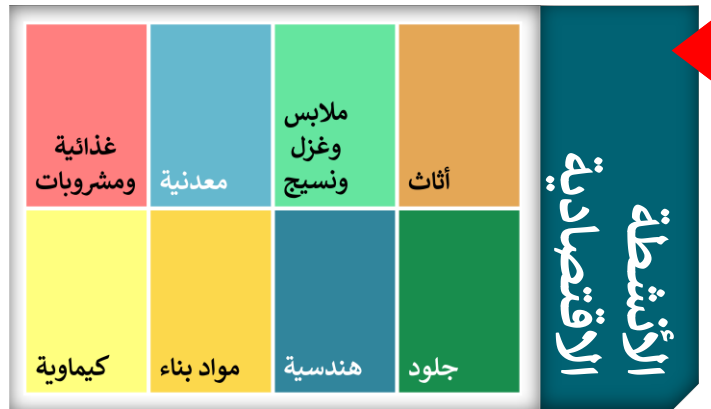 الأنشطة
الاقتصادية
أثاث
ملابس
وغزل
ونسيج
معدنية
غذائية
ومشروبات
جلود
هندسية
مواد بناء
كيماوية